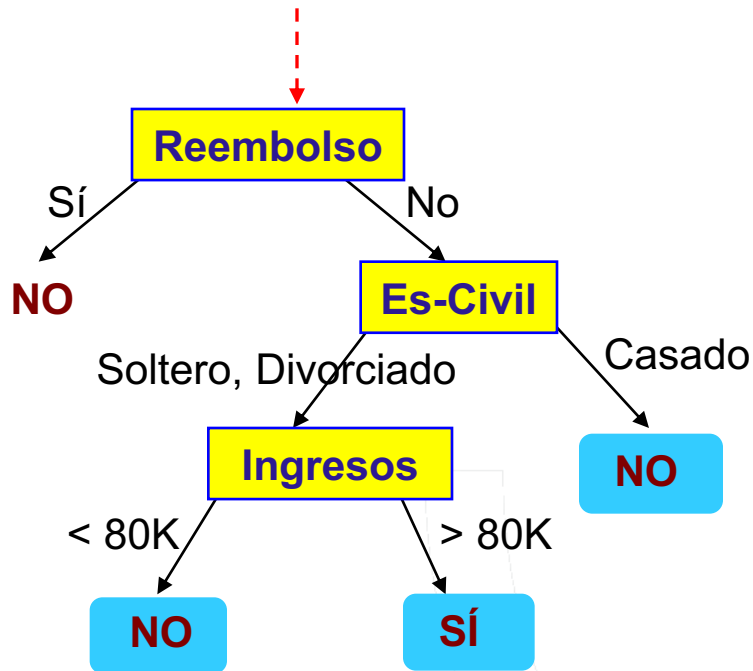 Reembolso
Sí
No
NO
Es-Civil
Soltero, Divorciado
Casado
Ingresos
NO
< 80K
> 80K
NO
SÍ